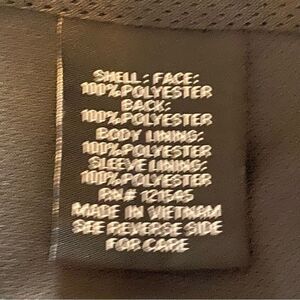 SHELL: FACE:
100% POLYESTER
BACK:
100% POLYESTER
BODY LINING:
100% POLYESTER
SLEEVE LINING:
100% POLYESTER
RN# 121545
MADE IN VIETNAM
SEE REVERSE SIDE
FOR CARE